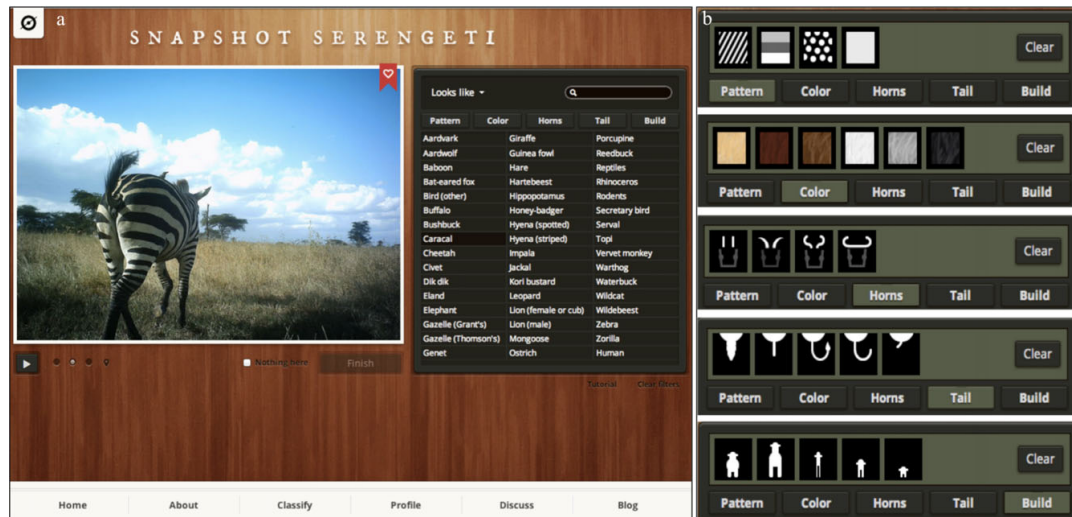 a
SNAPSHOT SERENGETI
Looks like
Pattern Color Horns Tail Build
Aardvark Giraffe Porcupine
Aardwolf Guinea fowl Reedbuck
Baboon Hare Reptiles
Bat-eared fox Hartebeest Rhinoceros
Bird (other) Hippopotamus Rodents
Buffalo Honey-badger Secretary bird
Bushbuck Hyena (spotted) Serval
Caracal Hyena (striped) Topi
Cheetah Impala Vervet monkey
Civet Jackal Warthog
Dik dik Kori bustard Waterbuck
Eland Leopard Wildcat
Elephant Lion (female or cub) Wildebeest
Gazelle (Grant's) Lion (male) Zebra
Gazelle (Thomson's) Mongoose Zorilla
Genet Ostrich Human
Nothing here Finish
Tutorial Clear filters
Home About Classify Profile Discuss Blog
b
Clear
Pattern Color Horns Tail Build
Clear
Pattern Color Horns Tail Build
Clear
Pattern Color Horns Tail Build
Clear
Pattern Color Horns Tail Build
Clear
Pattern Color Horns Tail Build